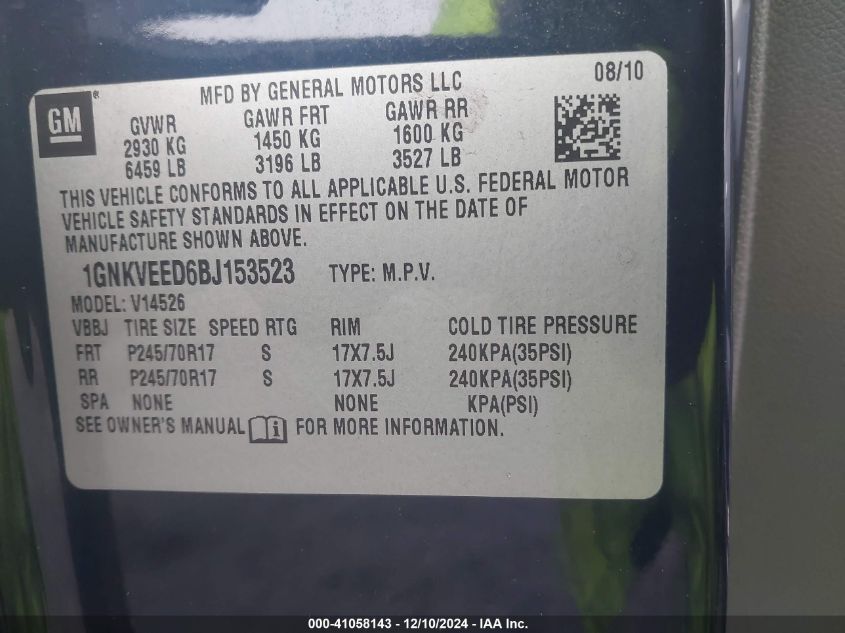 GM®
MFD BY GENERAL MOTORS LLC 08/10
GVWR GAWR FRT GAWR RR
2930 KG 1450 KG 1600 KG
6459 LB 3196 LB 3527 LB
THIS VEHICLE CONFORMS TO ALL APPLICABLE U.S. FEDERAL MOTOR
VEHICLE SAFETY STANDARDS IN EFFECT ON THE DATE OF
MANUFACTURE SHOWN ABOVE.
1GNKVEED6BJ153523 TYPE: M.P.V.
MODEL: V14526
VBBJ TIRE SIZE SPEED RTG RIM COLD TIRE PRESSURE
FRT P245/70R17 S 17X7.5J 240KPA(35PSI)
RR P245/70R17 S 17X7.5J 240KPA(35PSI)
SPA NONE NONE KPA(PSI)
SEE OWNER'S MANUAL i FOR MORE INFORMATION.
000-41058143 - 12/10/2024 - IAA Inc.